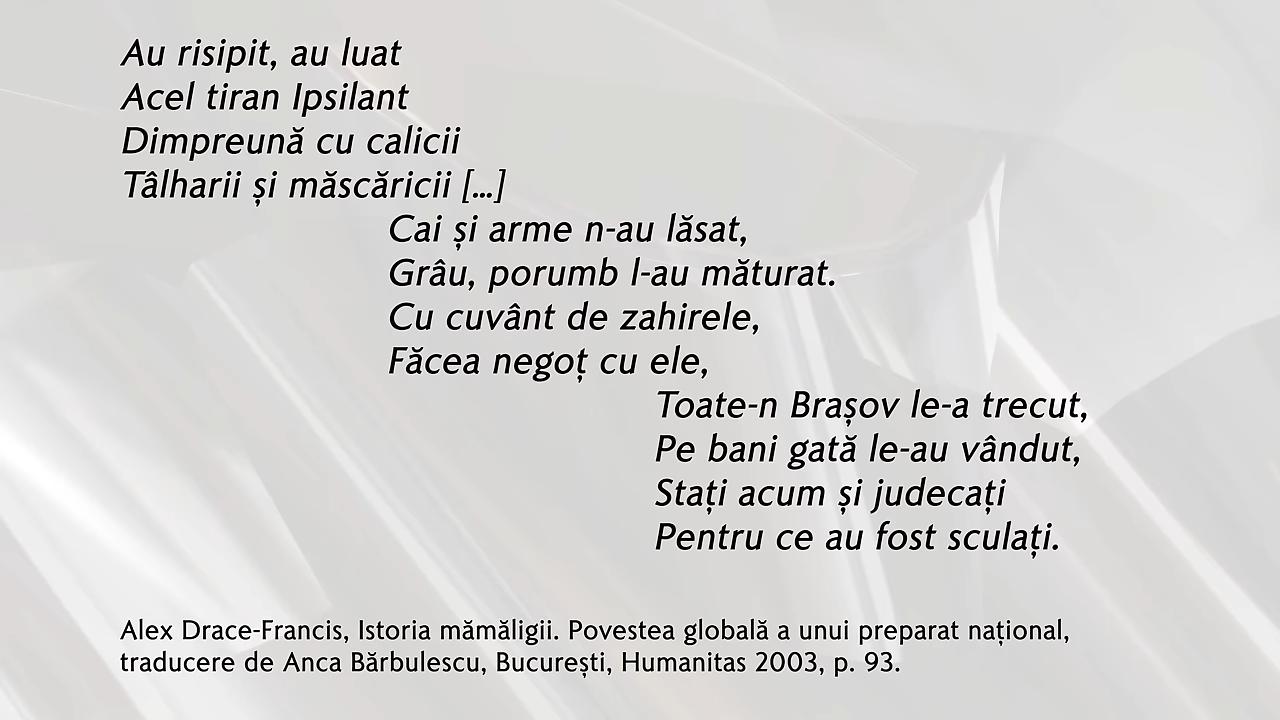 Au risipit, au luat
Acel tiran Ipsilant
Dimpreună cu calicii
Tâlharii și măscăricii [...]
Cai și arme n-au lăsat,
Grâu, porumb l-au măturat.
Cu cuvânt de zahirele,
Făcea negoț cu ele,
Toate-n Brașov le-a trecut,
Pe bani gată le-au vândut,
Stați acum și judecați
Pentru ce au fost sculați.
Alex Drace-Francis, Istoria mămăligii. Povestea globală a unui preparat național,
traducere de Anca Bărbulescu, București, Humanitas 2003, p. 93.